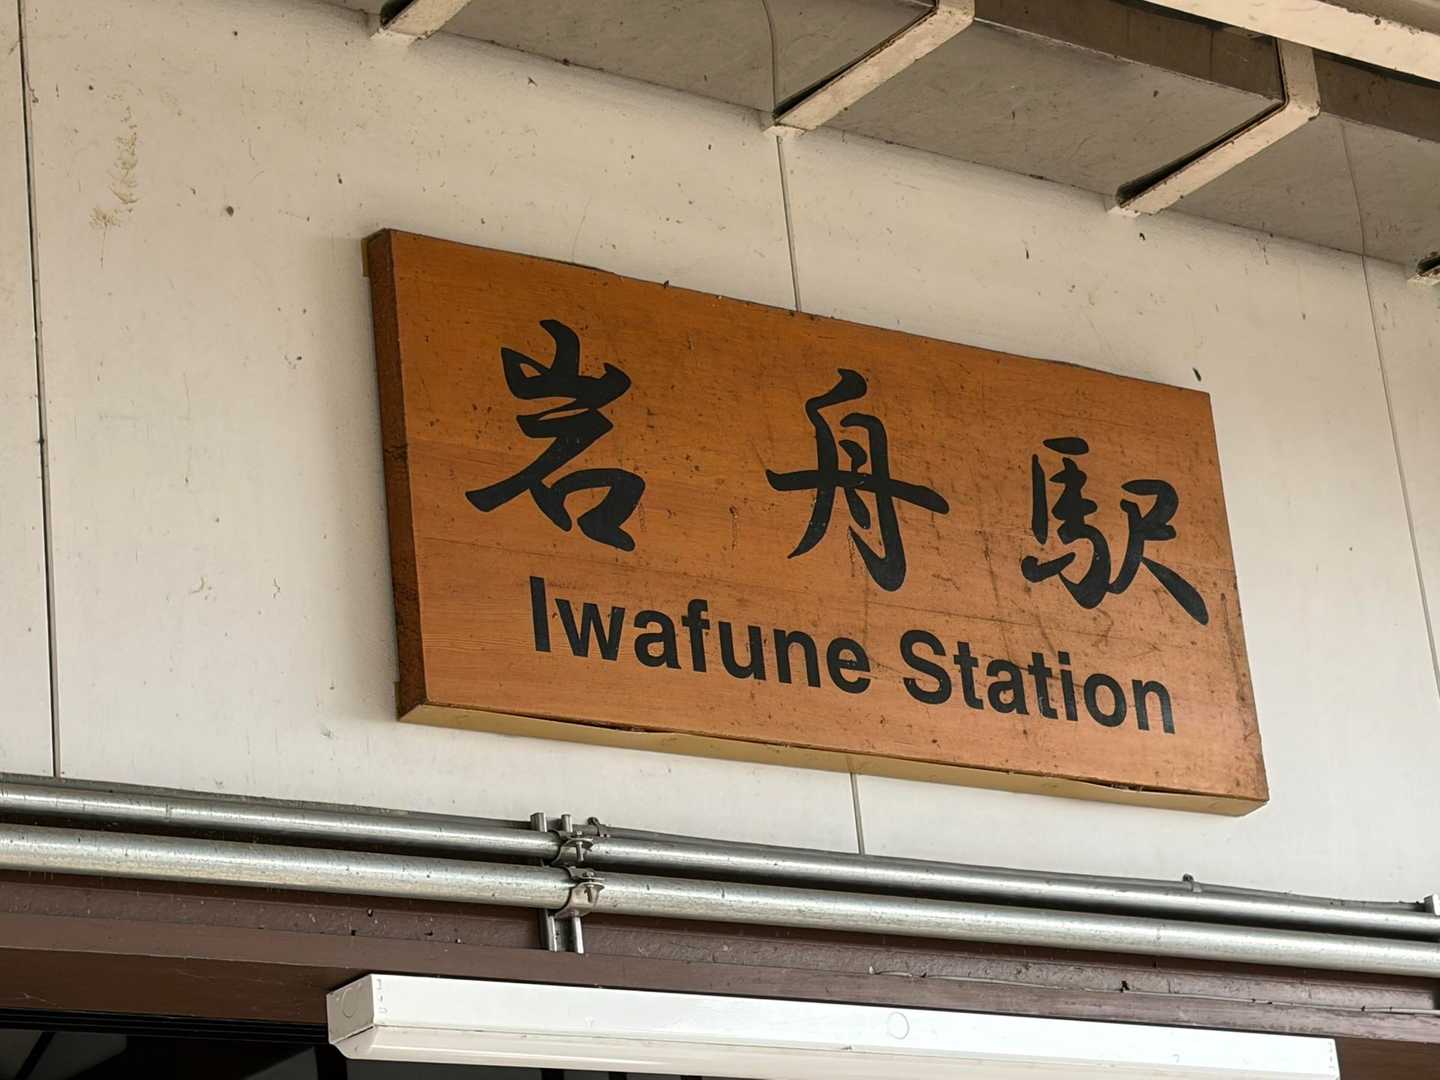 岩舟駅
Iwafune Station